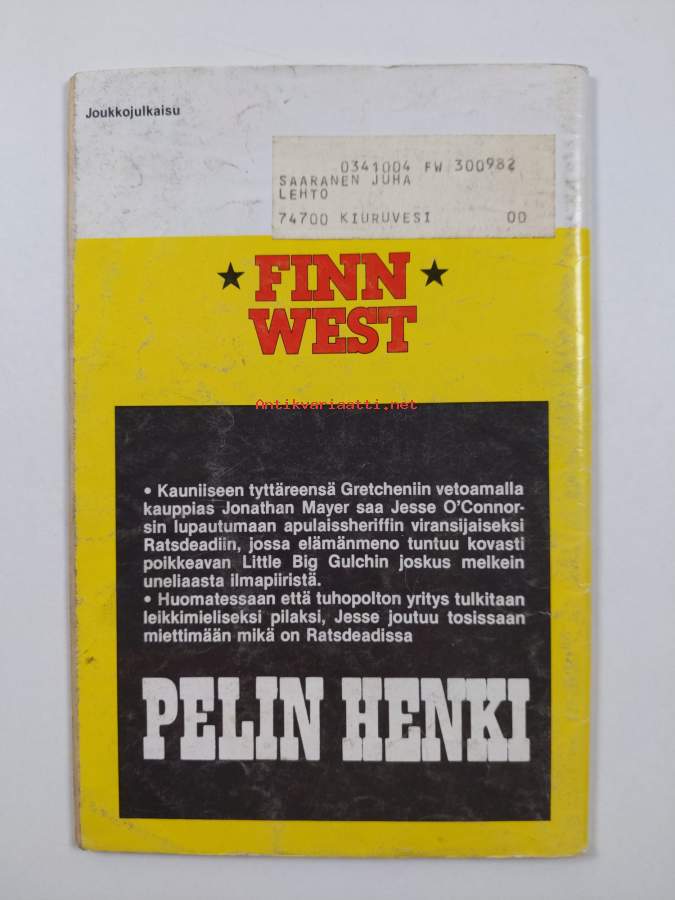 Joukkojulkaisu
0341004 FW 300982
SAARANEN JUHA
LEHTO
74700 KIURUVESI 00
FINN
WEST
Antikvariaatti.net
• Kauniiseen tyttäreensä Gretcheniin vetoamalla
kauppias Jonathan Mayer saa Jesse O'Connor-
sin lupautumaan apulaissheriffin viransijaiseksi
Ratsdeadiin, jossa elämänmeno tuntuu kovasti
poikkeavan Little Big Gulchin joskus melkein
uneliaasta ilmapiiristä.
• Huomatessaan että tuhopolton yritys tulkitaan
leikkimieliseksi pilaksi, Jesse joutuu tosissaan
miettimään mikä on Ratsdeadissa
PELIN HENKI